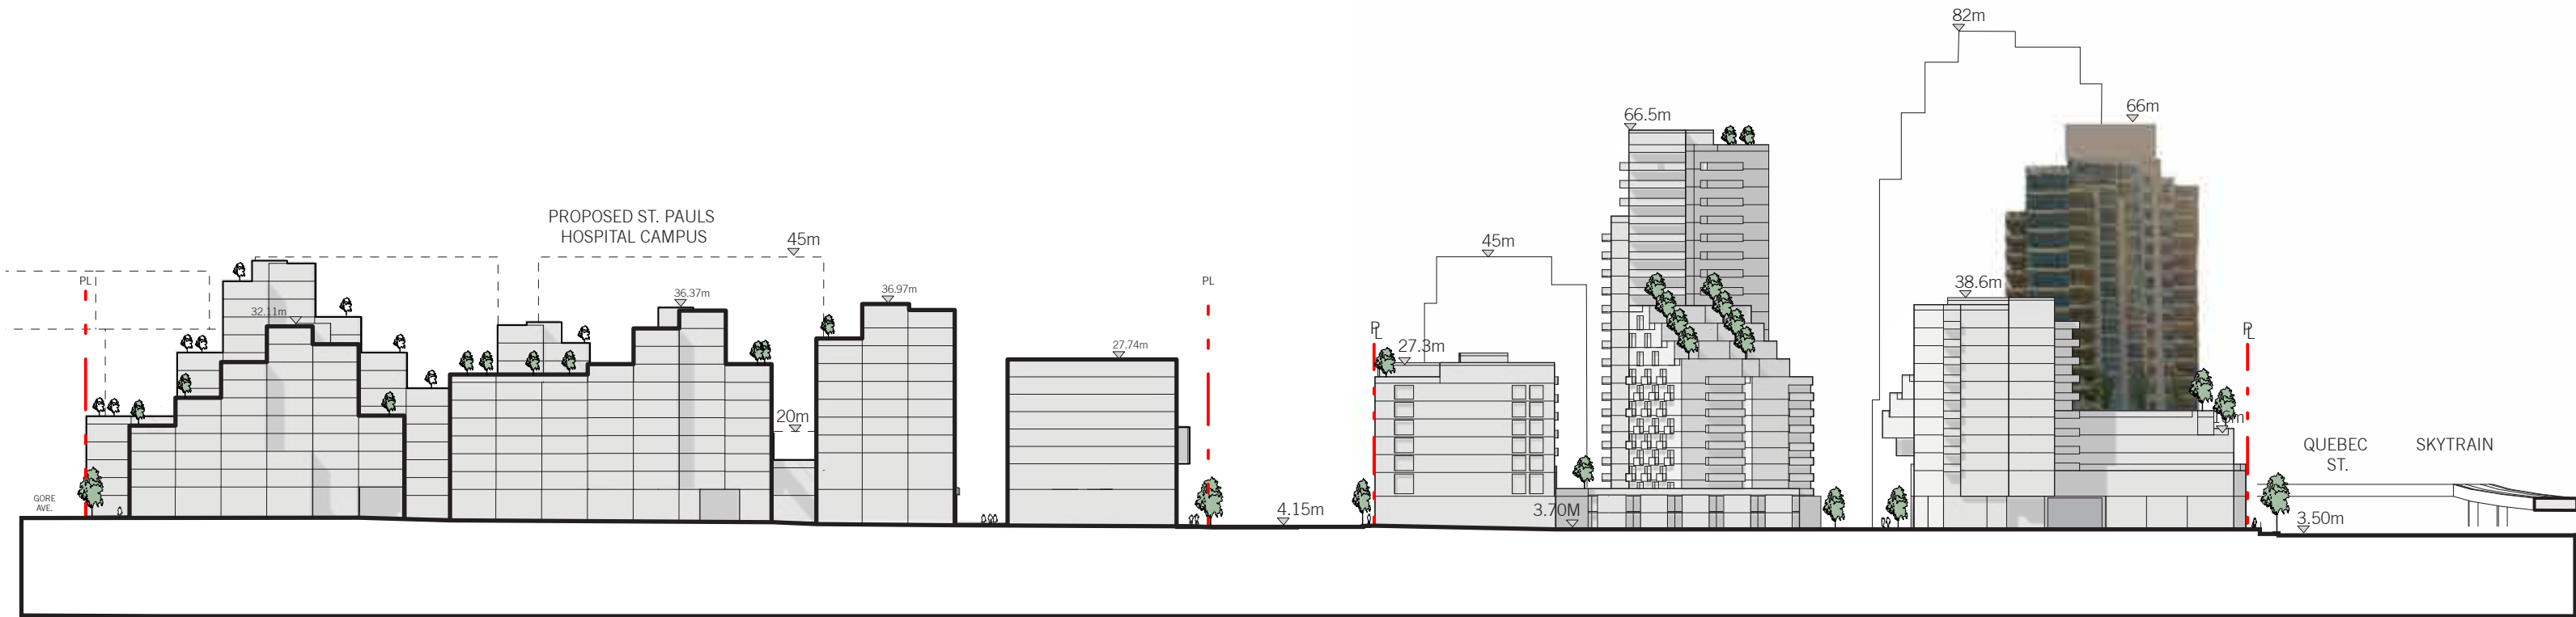 82m
66m
66.5m
PROPOSED ST. PAULS
HOSPITAL CAMPUS
45m
45m
PL
PL
38.6m
36.37m
36.97m
32.11m
PL
27.3m
27.74m
PL
20m
QUEBEC
ST.
SKYTRAIN
GORE
AVE.
4.15m
3.70M
3.50m